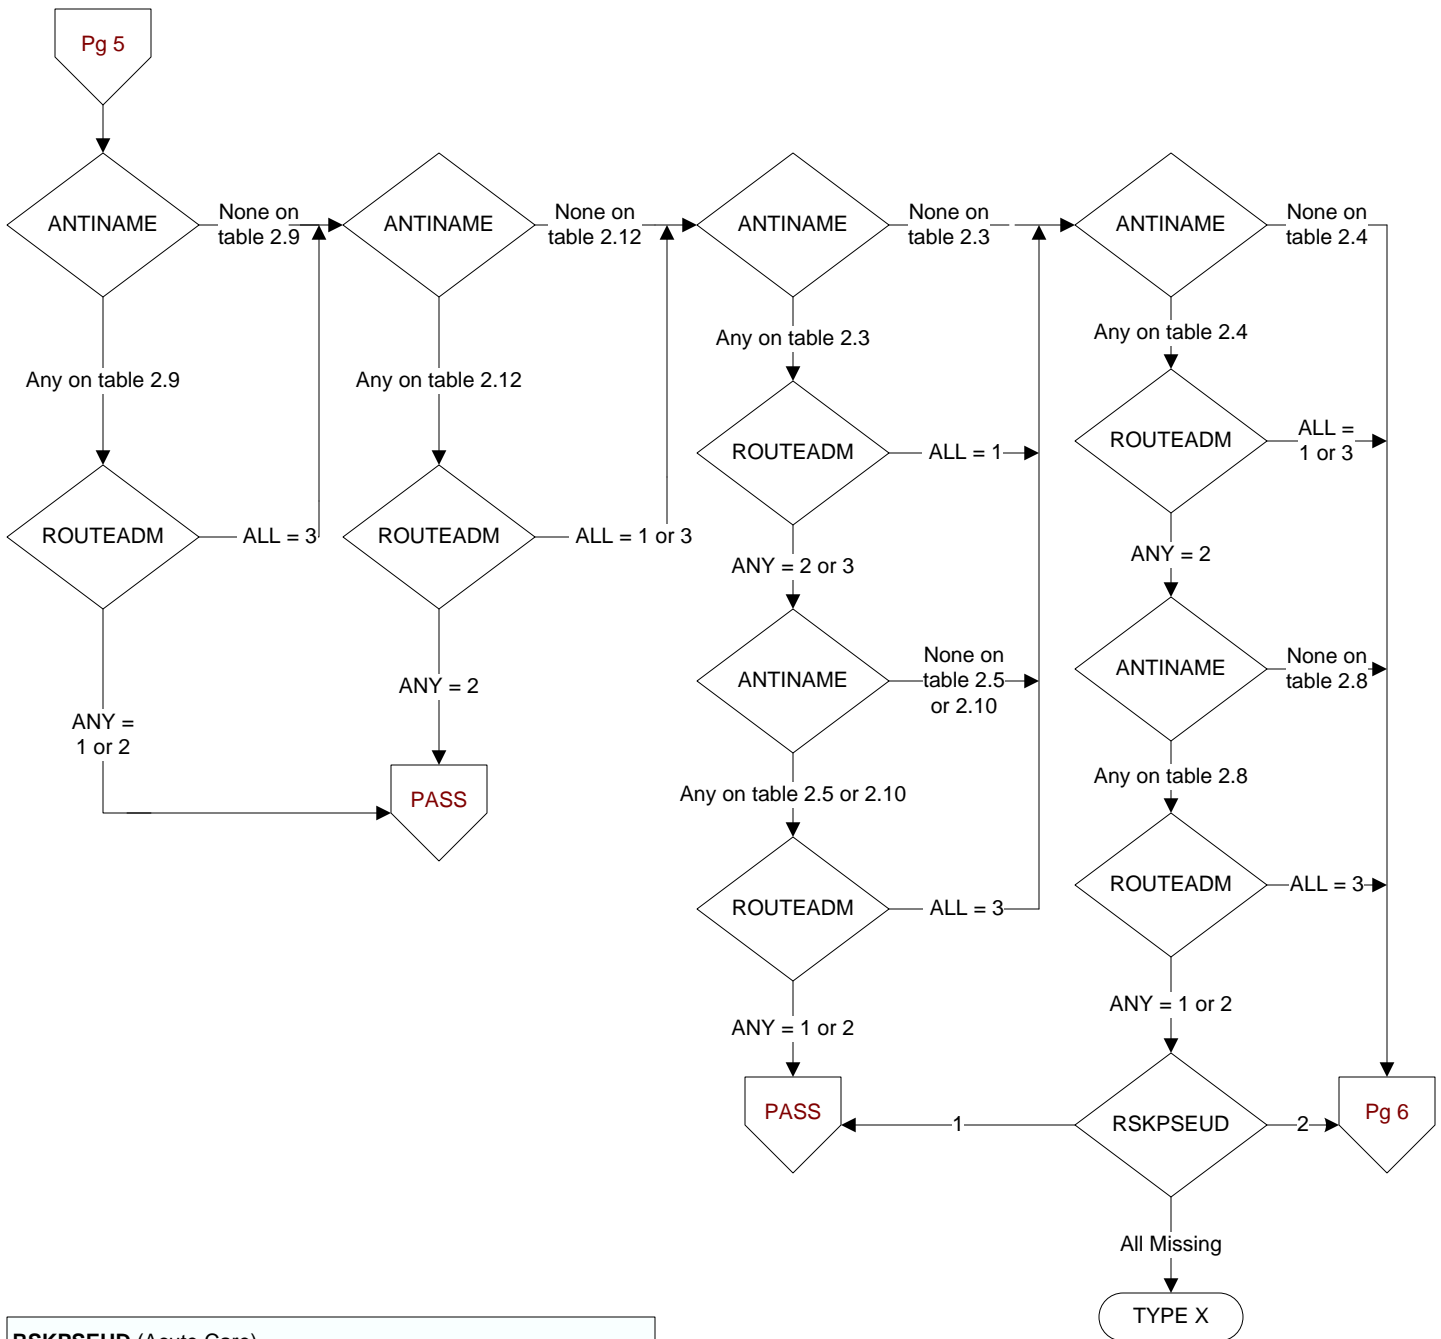 Pg 5
ANTINAME
None on
table 2.9
ANTINAME
None on
table 2.12
ANTINAME
None on
table 2.3
ANTINAME
None on
table 2.4
Any on table 2.9
Any on table 2.12
Any on table 2.3
Any on table 2.4
ROUTEADM
ALL = 3
ROUTEADM
ALL = 1 or 3
ROUTEADM
ALL = 1
ROUTEADM
ALL =
1 or 3
ANY =
1 or 2
ANY = 2
PASS
ANY = 2 or 3
ANTINAME
None on
table 2.5
or 2.10
Any on table 2.5 or 2.10
ROUTEADM
ALL = 3
ANY = 1 or 2
PASS
ANY = 2
ANTINAME
None on
table 2.8
Any on table 2.8
ROUTEADM
ALL = 3
ANY = 1 or 2
1
RSKPSEUD
2
Pg 6
All Missing
TYPE X
RSKPSEUD (Acute Care)